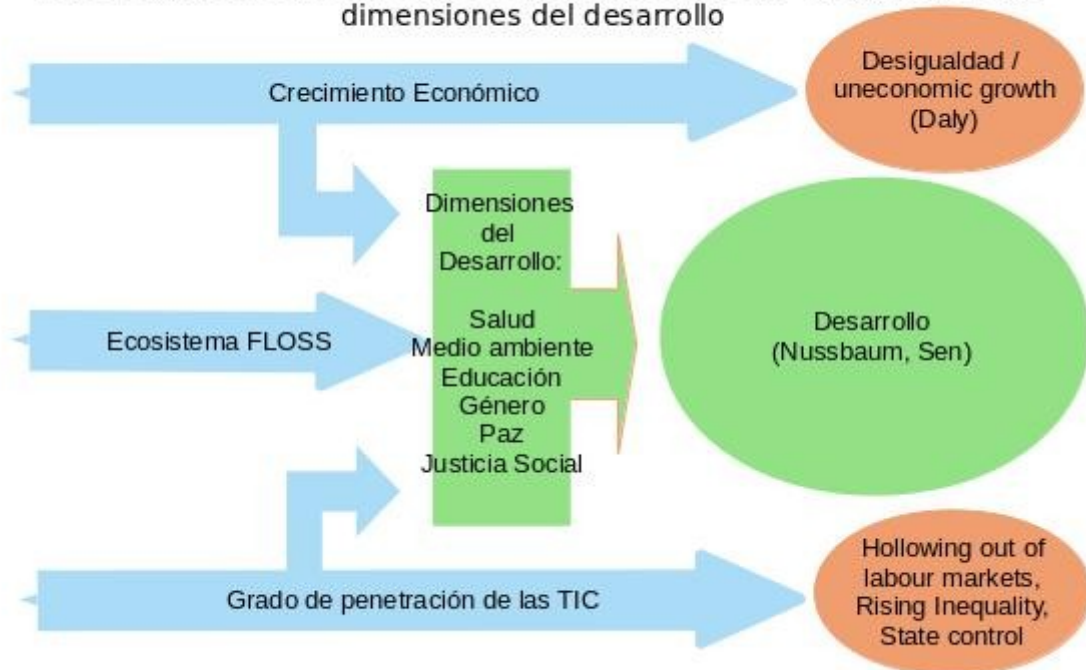 dimensiones del desarrollo
Desigualdad /
uneconomic growth
(Daly)
Crecimiento Económico
Dimensiones
del
Desarrollo:
Salud
Medio ambiente
Educación
Género
Paz
Justicia Social
Ecosistema FLOSS
Desarrollo
(Nussbaum, Sen)
Grado de penetración de las TIC
Hollowing out of
labour markets,
Rising Inequality,
State control